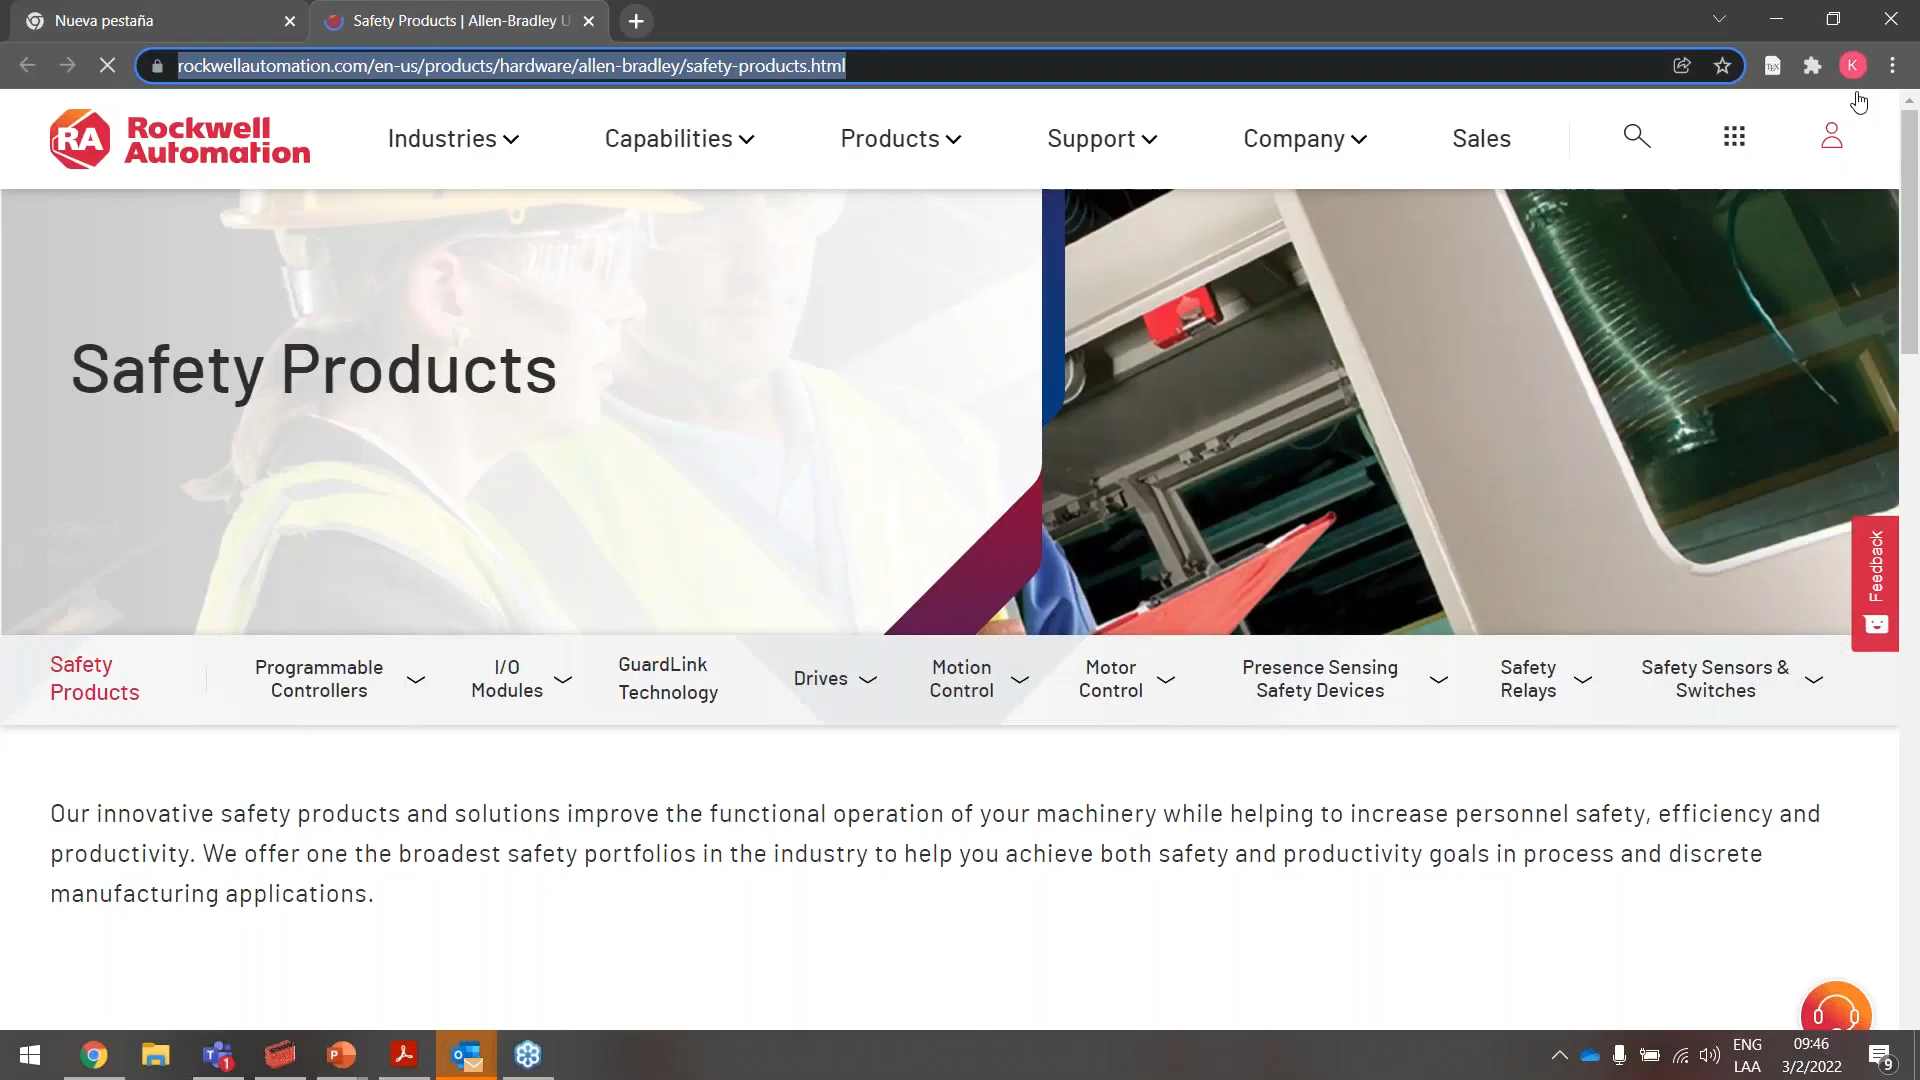 Nueva pestaña
Safety Products | Allen-Bradley U
rockwellautomation.com/en-us/products/hardware/allen-bradley/safety-products.html
K
RA Rockwell Automation
Industries
Capabilities
Products
Support
Company
Sales
Safety Products
Feedback
Safety Products
Programmable Controllers
I/O Modules
GuardLink Technology
Drives
Motion Control
Motor Control
Presence Sensing Safety Devices
Safety Relays
Safety Sensors & Switches
Our innovative safety products and solutions improve the functional operation of your machinery while helping to increase personnel safety, efficiency and
productivity. We offer one the broadest safety portfolios in the industry to help you achieve both safety and productivity goals in process and discrete
manufacturing applications.
ENG
LAA
09:46
3/2/2022
9